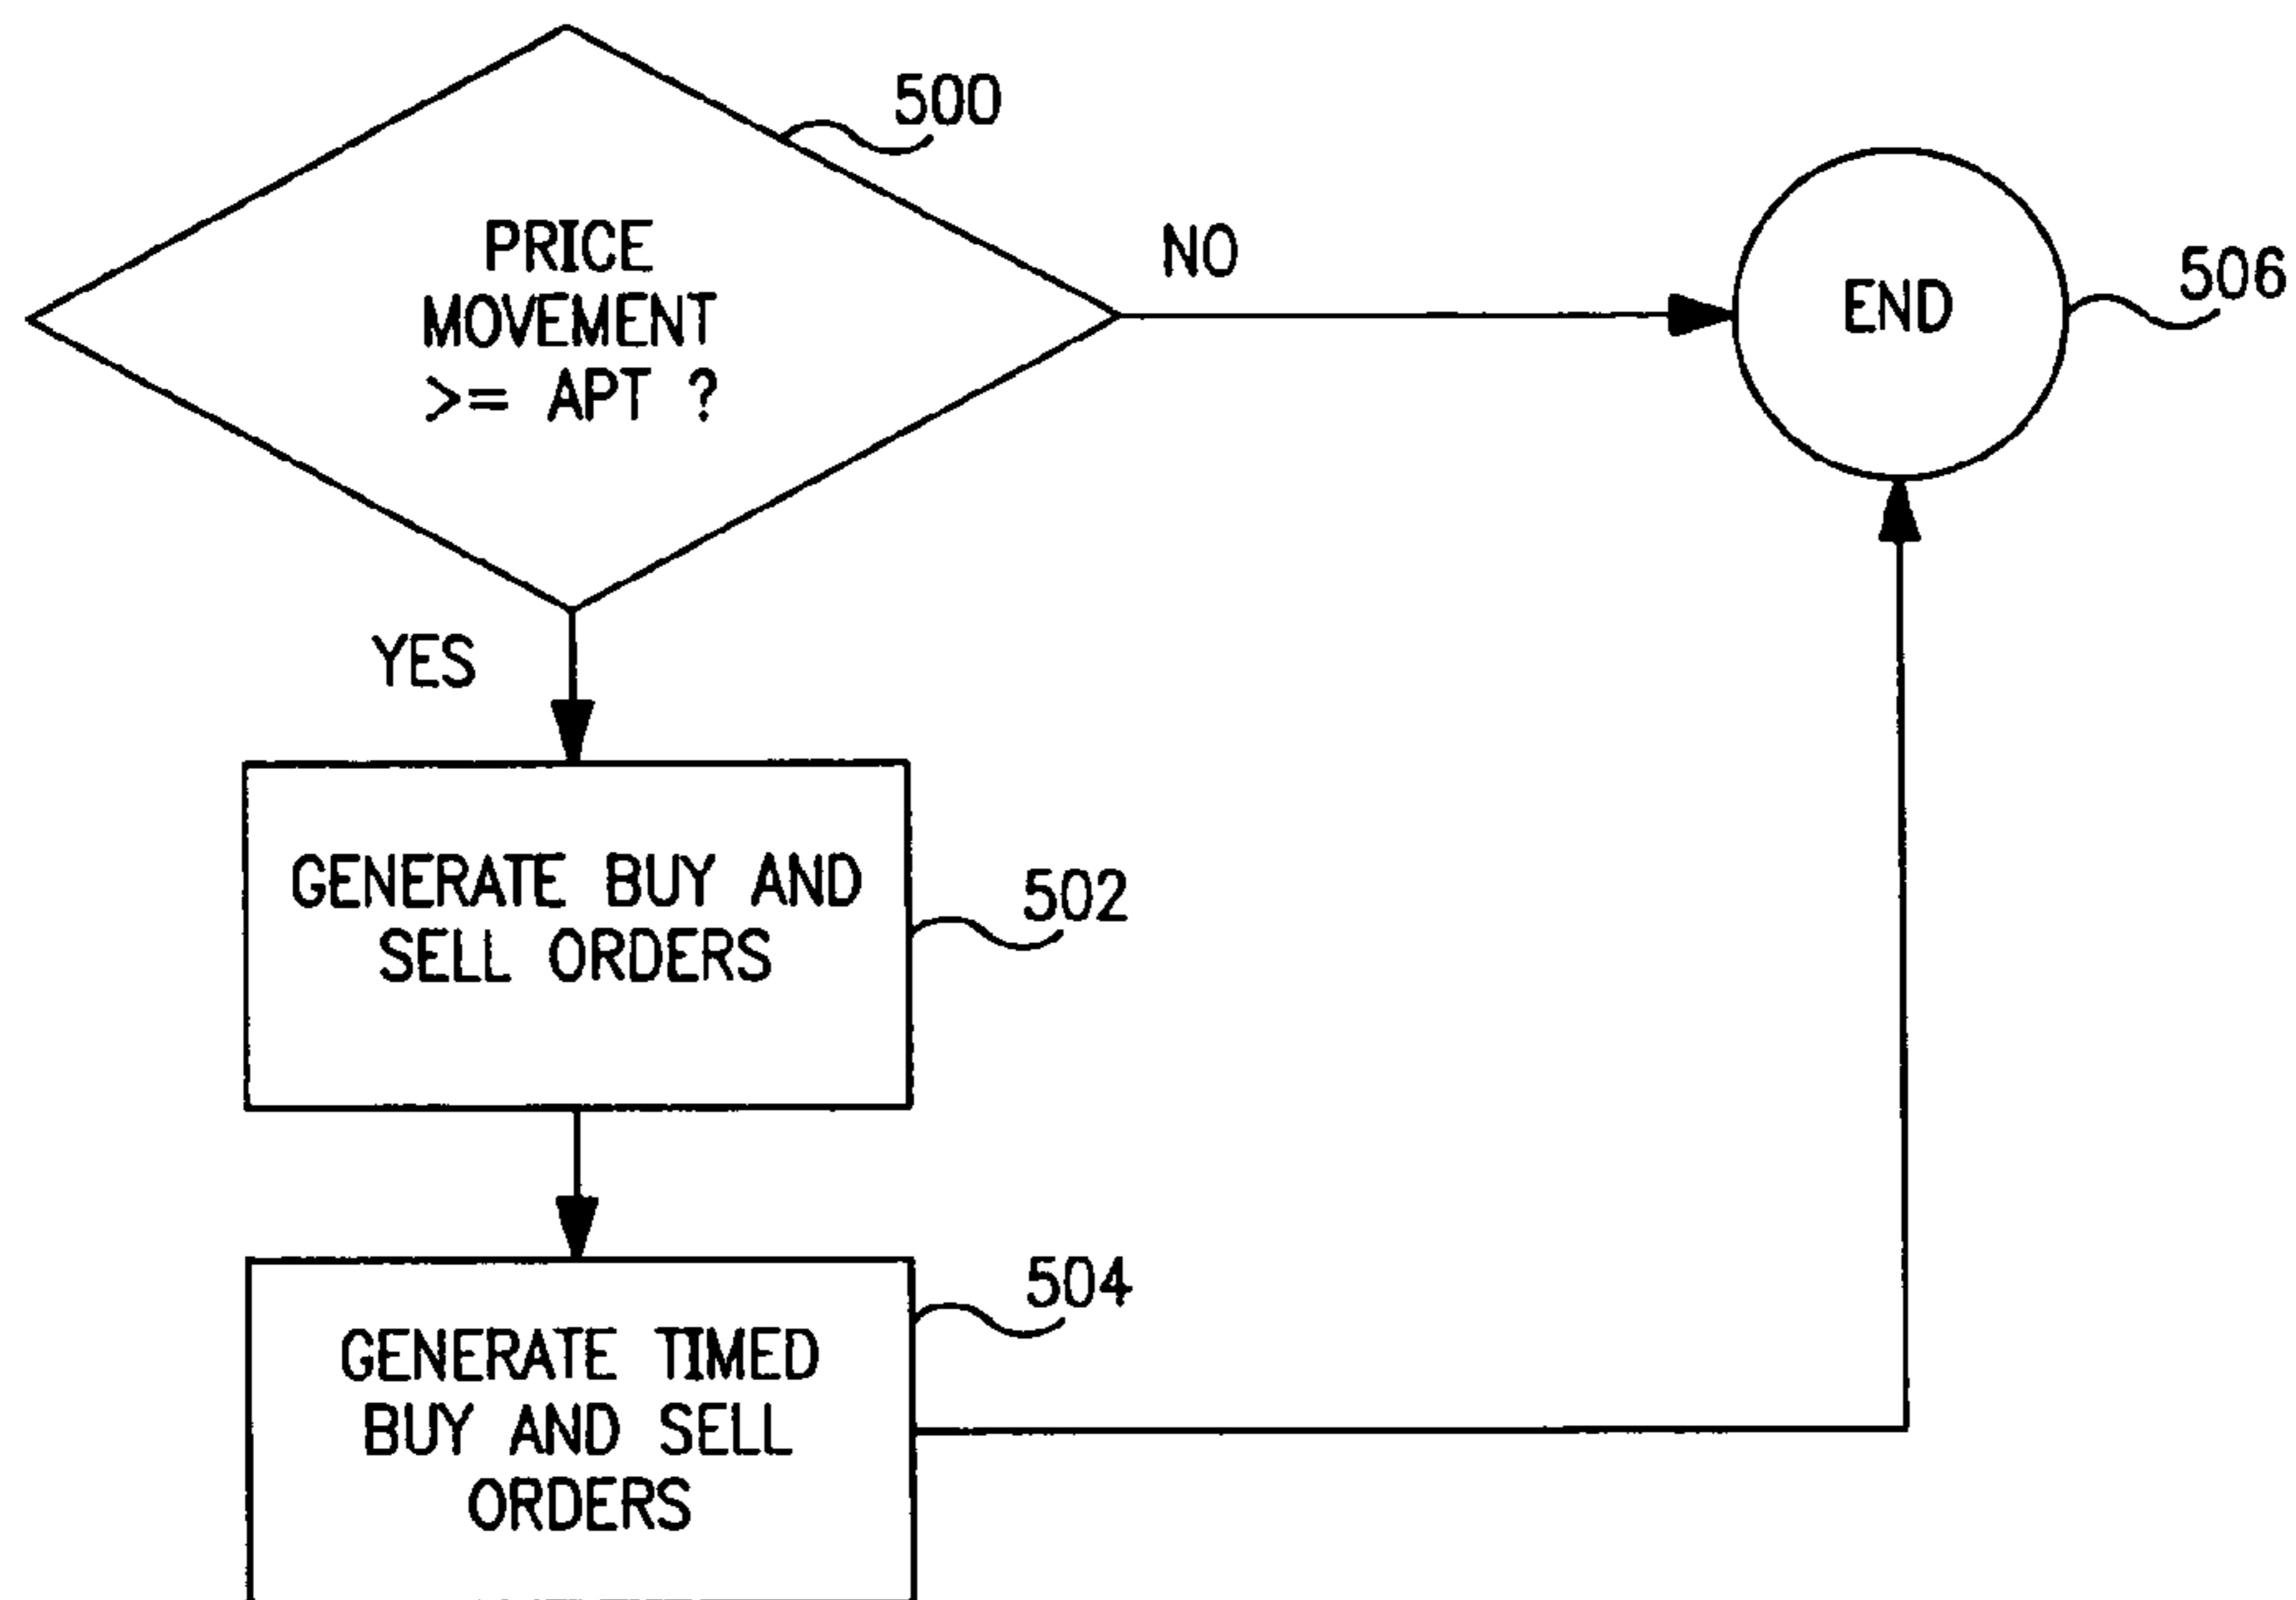 500
PRICE
MOVEMENT
>= APT ?
NO
END
506
YES
GENERATE BUY AND
SELL ORDERS
502
504
GENERATE TIMED
BUY AND SELL
ORDERS